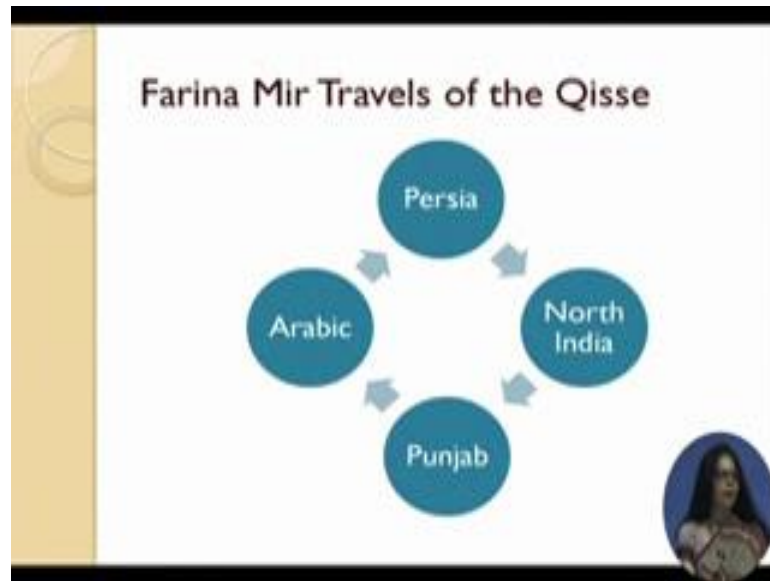 Farina Mir Travels of the Qisse
Persia
North
India
Punjab
Arabic